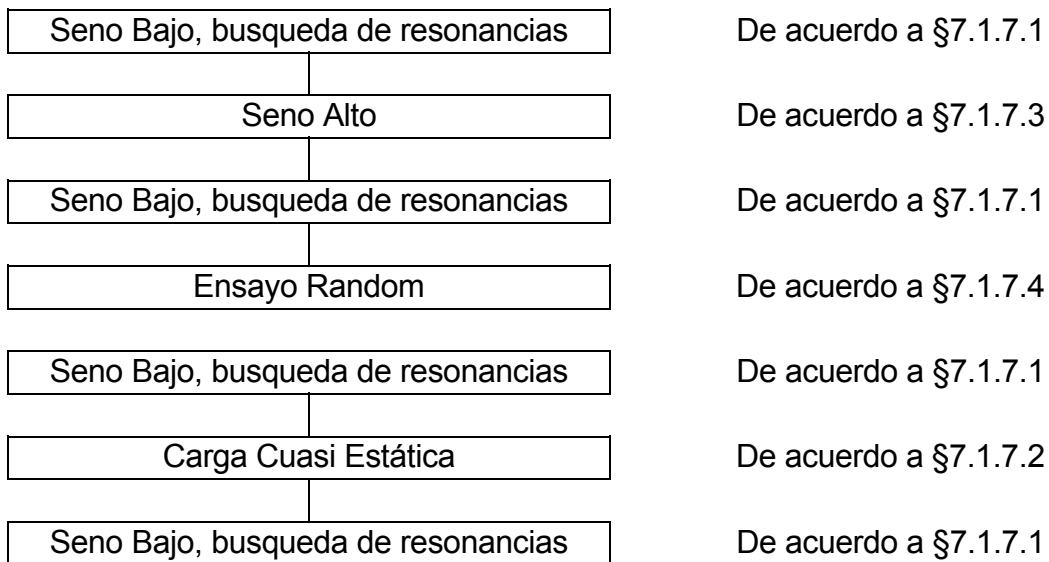 Seno Bajo, busqueda de resonancias De acuerdo a §7.1.7.1
Seno Alto De acuerdo a §7.1.7.3
Seno Bajo, busqueda de resonancias De acuerdo a §7.1.7.1
Ensayo Random De acuerdo a §7.1.7.4
Seno Bajo, busqueda de resonancias De acuerdo a §7.1.7.1
Carga Cuasi Estática De acuerdo a §7.1.7.2
Seno Bajo, busqueda de resonancias De acuerdo a §7.1.7.1